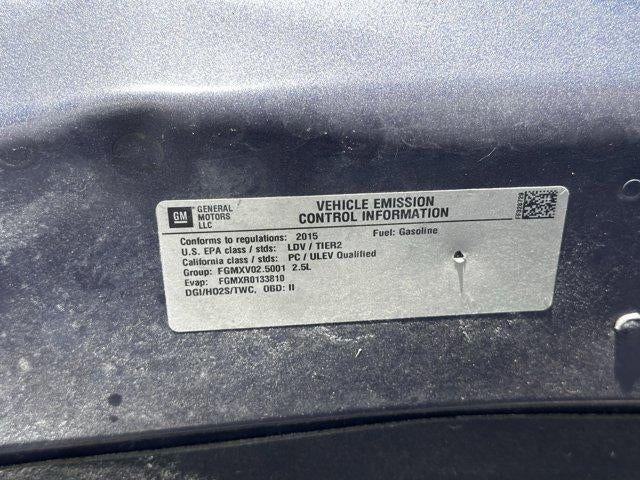 GM
GENERAL
MOTORS
LLC
VEHICLE EMISSION
CONTROL INFORMATION
Conforms to regulations: 2015 Fuel: Gasoline
U.S. EPA class / stds: LDV / TIER2
California class / stds: PC / ULEV Qualified
Group: FGMXV02.5001 2.5L
Evap: FGMXR0133810
DGI/HO2S/TWC, OBD: II